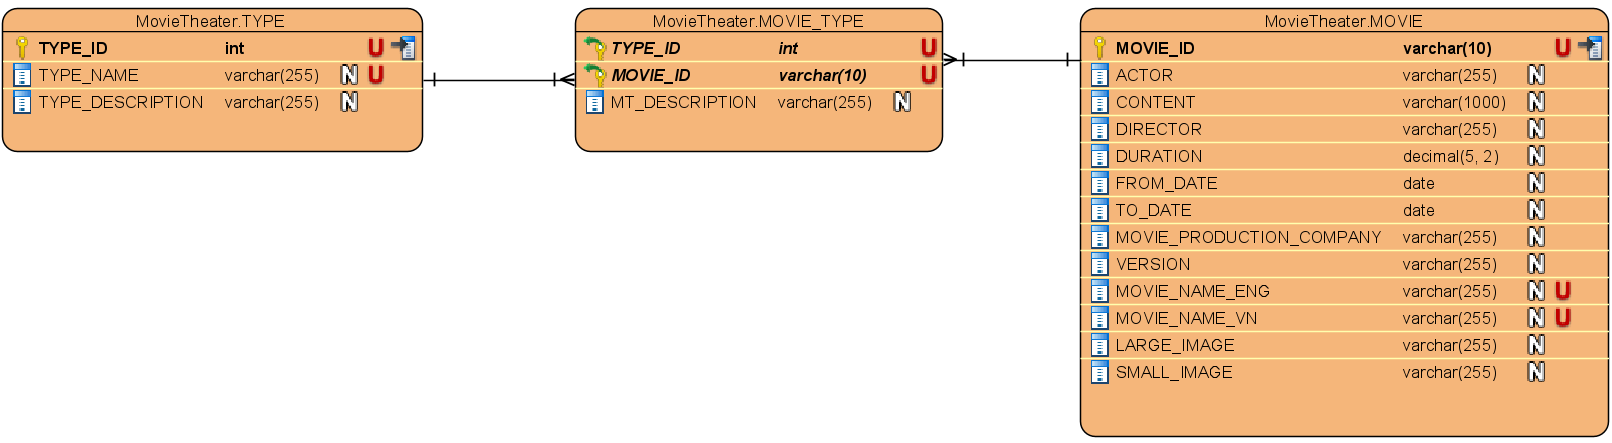 MovieTheater.TYPE
TYPE_ID int U
TYPE_NAME varchar(255) N U
TYPE_DESCRIPTION varchar(255) N
MovieTheater.MOVIE_TYPE
TYPE_ID int U
MOVIE_ID varchar(10) U
MT_DESCRIPTION varchar(255) N
MovieTheater.MOVIE
MOVIE_ID varchar(10) U
ACTOR varchar(255) N
CONTENT varchar(1000) N
DIRECTOR varchar(255) N
DURATION decimal(5, 2) N
FROM_DATE date N
TO_DATE date N
MOVIE_PRODUCTION_COMPANY varchar(255) N
VERSION varchar(255) N
MOVIE_NAME_ENG varchar(255) N U
MOVIE_NAME_VN varchar(255) N U
LARGE_IMAGE varchar(255) N
SMALL_IMAGE varchar(255) N